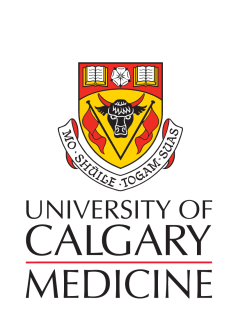 MO · SHÙILE · TOGAM · SUAS
UNIVERSITY OF
CALGARY
MEDICINE